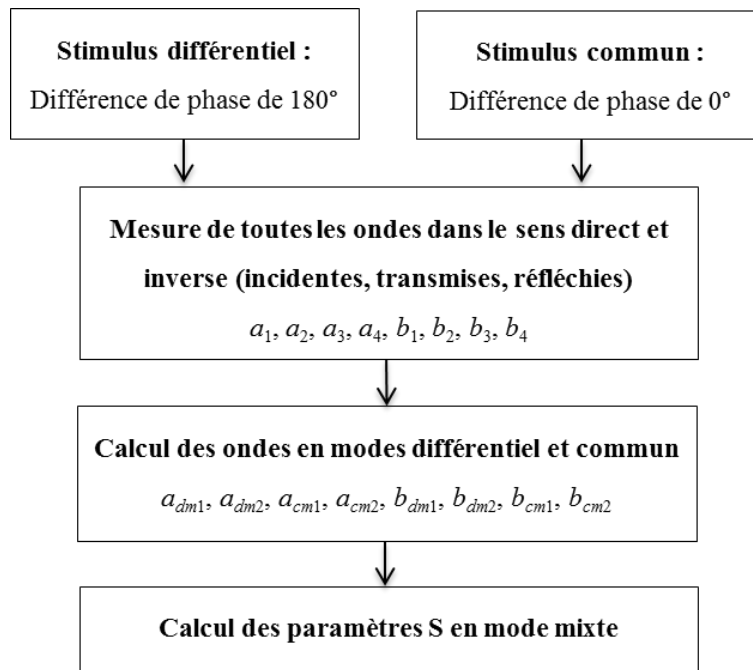 Stimulus différentiel :
Différence de phase de 180°
Stimulus commun :
Différence de phase de 0°
Mesure de toutes les ondes dans le sens direct et
inverse (incidentes, transmises, réfléchies)
a1, a2, a3, a4, b1, b2, b3, b4
Calcul des ondes en modes différentiel et commun
adm1, adm2, acm1, acm2, bdm1, bdm2, bcm1, bcm2
Calcul des paramètres S en mode mixte